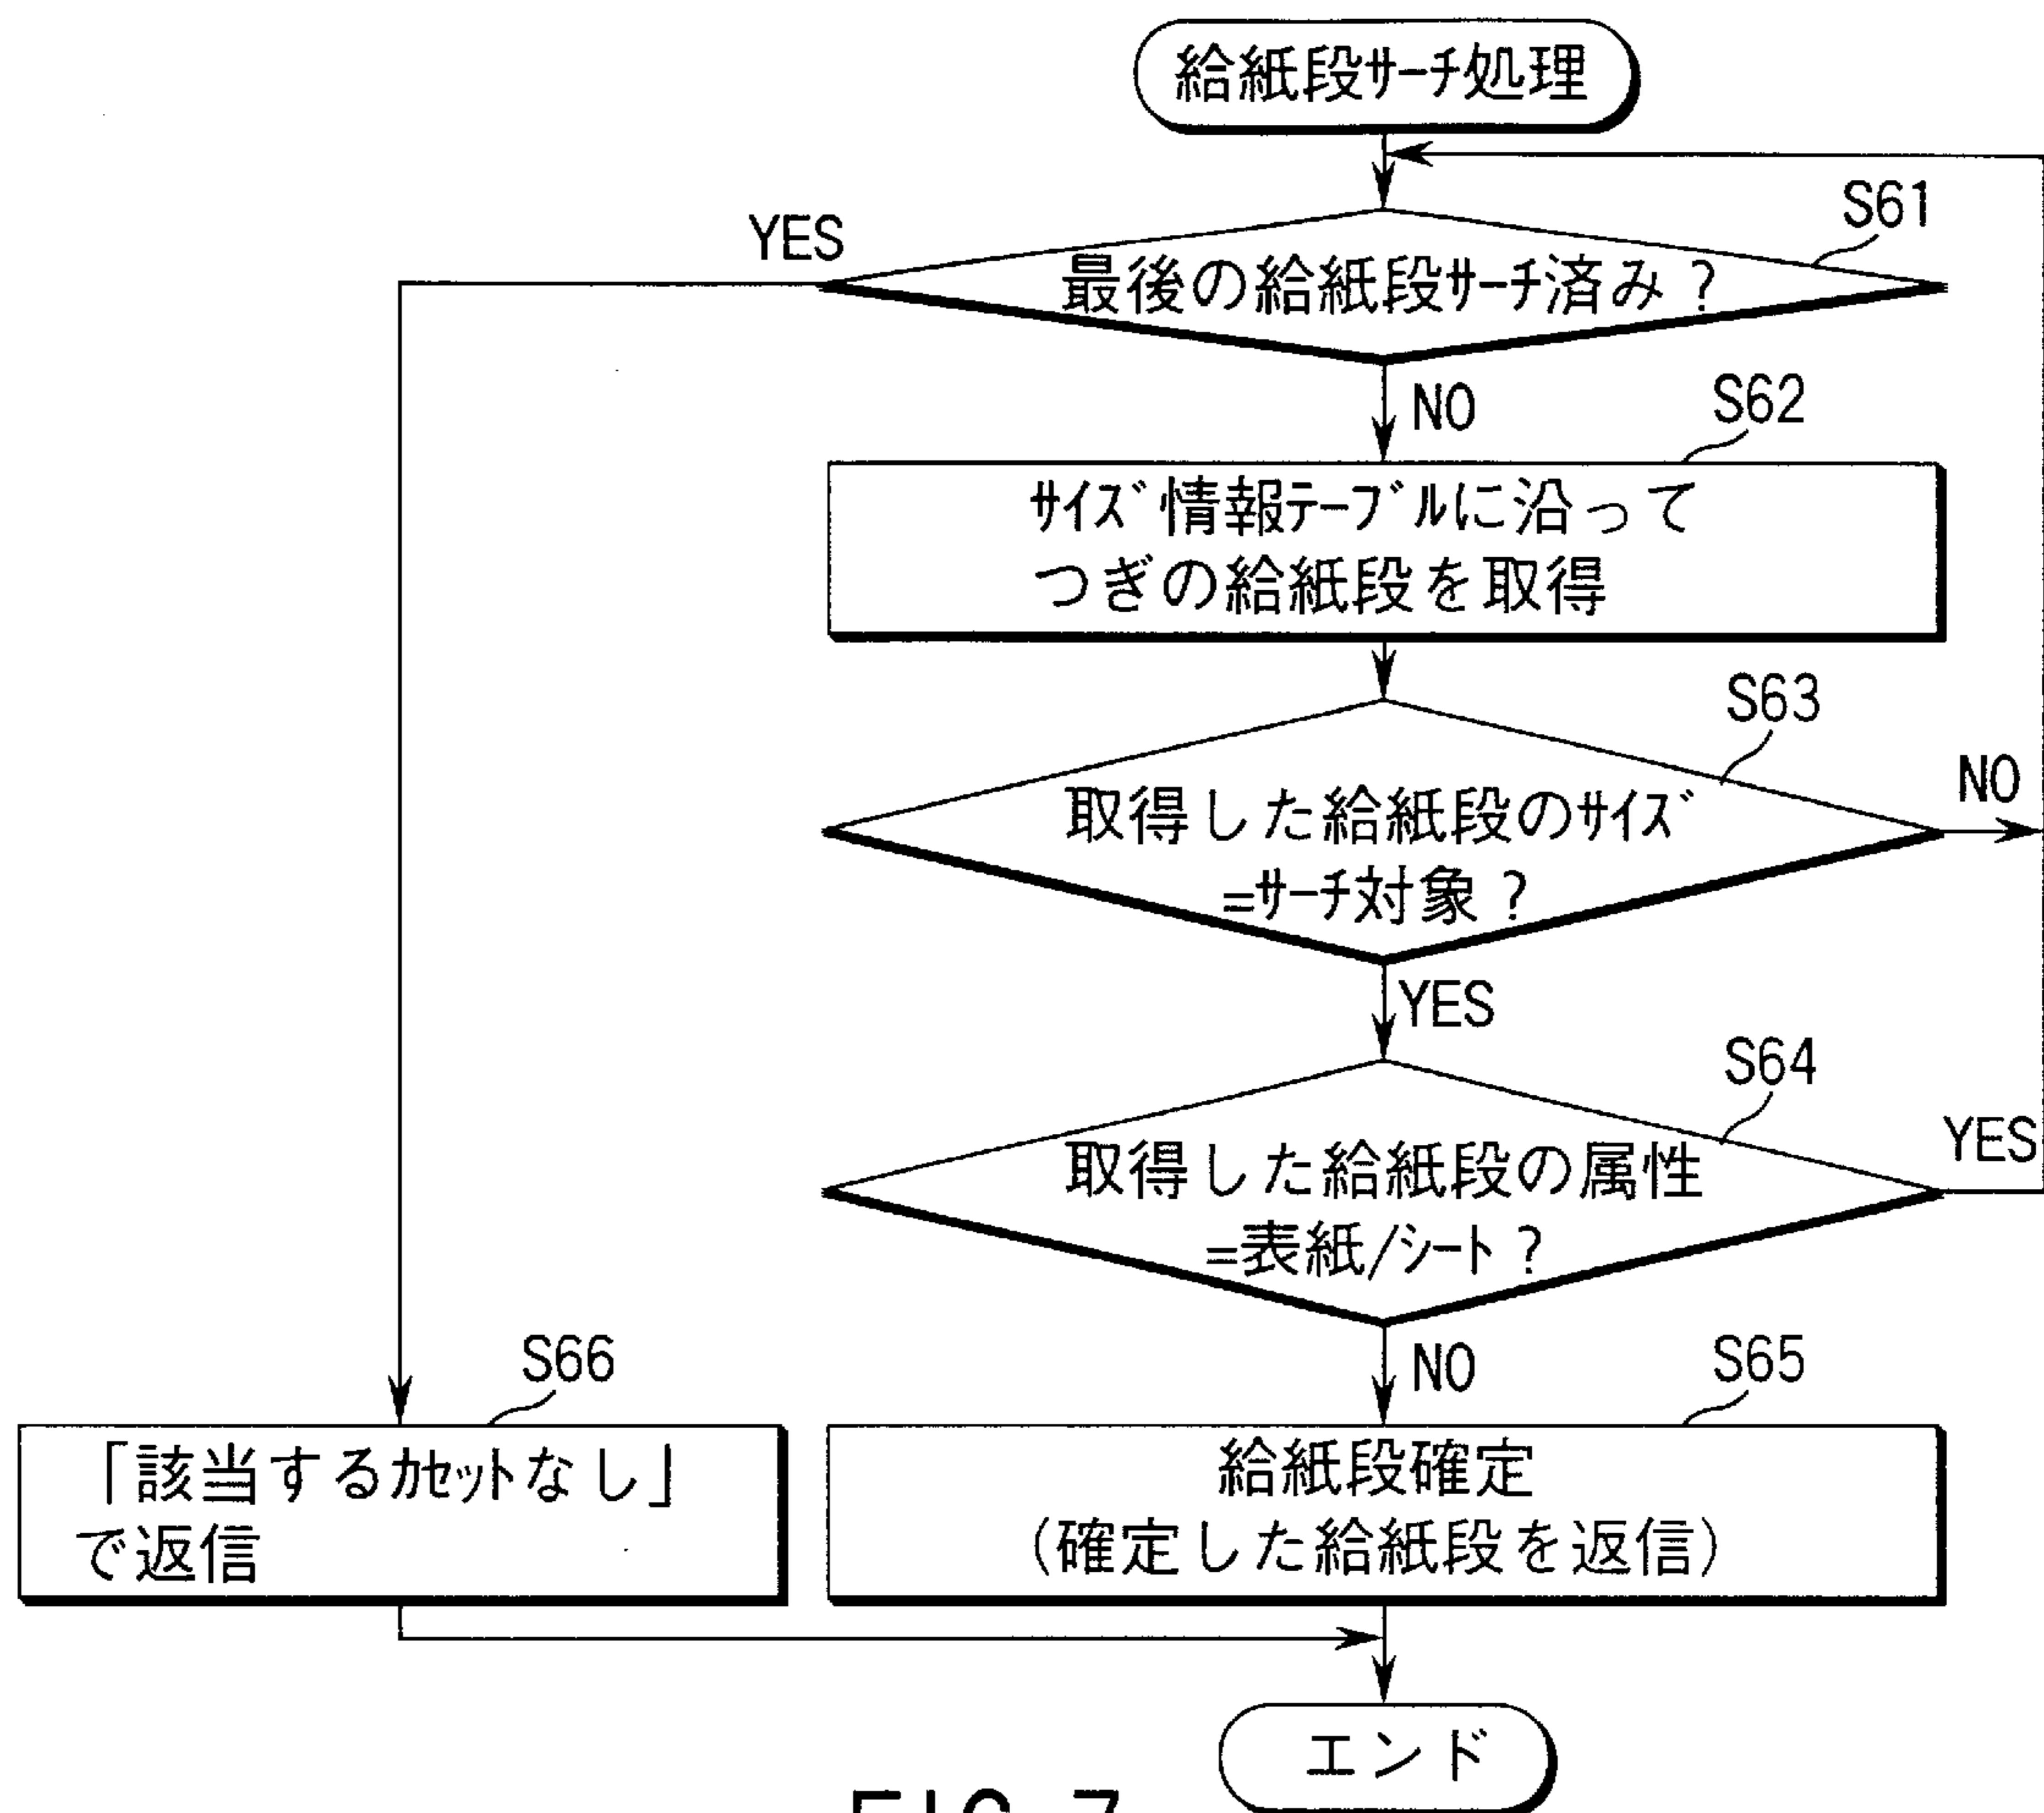 給紙段ｻｰﾁ処理
S61
YES
最後の給紙段ｻｰﾁ済み？
NO
S62
ｻｲｽﾞ情報ﾃｰﾌﾞﾙに沿って
つぎの給紙段を取得
S63
取得した給紙段のｻｲｽﾞ
=ｻｰﾁ対象？
NO
YES
S64
取得した給紙段の属性
=表紙/ｼｰﾄ？
YES
NO
S66
「該当するｶｾｯﾄなし」
で返信
S65
給紙段確定
(確定した給紙段を返信)
エンド
FIG. 7